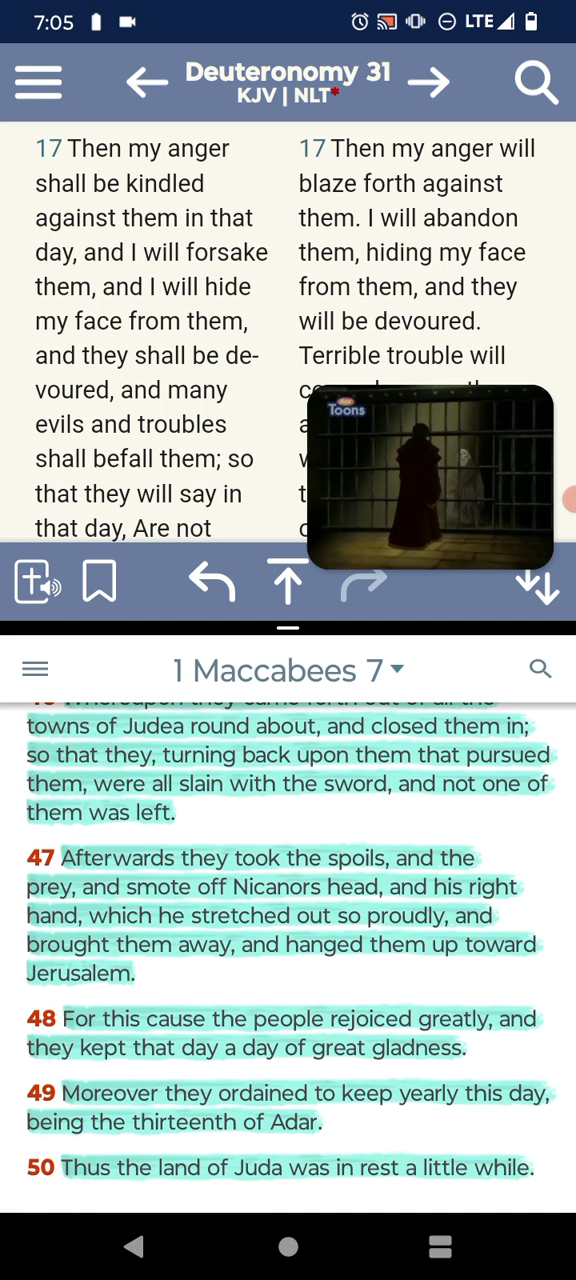 7:05
LTE
Deuteronomy 31
KJV | NLT*
17 Then my anger
shall be kindled
against them in that
day, and I will forsake
them, and I will hide
my face from them,
and they shall be de-
voured, and many
evils and troubles
shall befall them; so
that they will say in
that day, Are not
17 Then my anger will
blaze forth against
them. I will abandon
them, hiding my face
from them, and they
will be devoured.
Terrible trouble will
Toons
1 Maccabees 7
towns of Judea round about, and closed them in;
so that they, turning back upon them that pursued
them, were all slain with the sword, and not one of
them was left.
47 Afterwards they took the spoils, and the
prey, and smote off Nicanors head, and his right
hand, which he stretched out so proudly, and
brought them away, and hanged them up toward
Jerusalem.
48 For this cause the people rejoiced greatly, and
they kept that day a day of great gladness.
49 Moreover they ordained to keep yearly this day,
being the thirteenth of Adar.
50 Thus the land of Juda was in rest a little while.